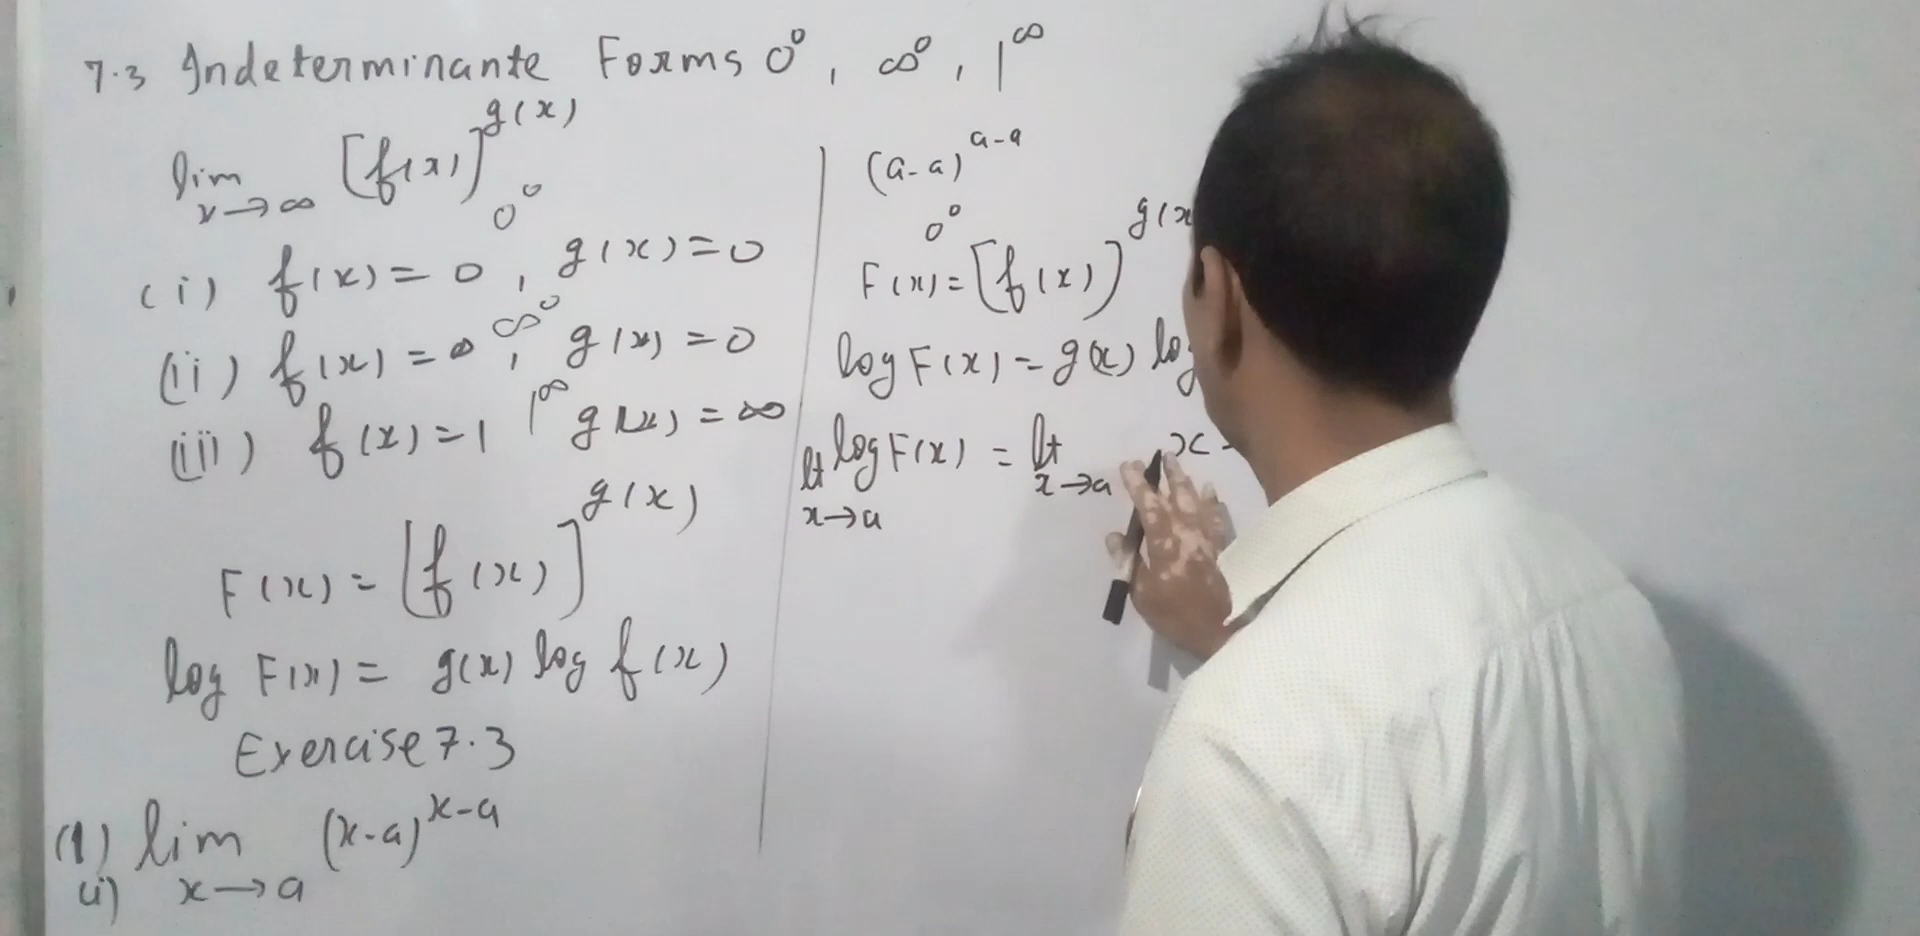 7.3 Indeterminante Forms 0⁰, ∞⁰, 1^∞
lim [f(x)]^g(x)
x→∞
0⁰
(i) f(x)=0, g(x)=0
∞⁰
(ii) f(x)=∞, g(x)=0
1^∞
(iii) f(x)=1 g(x)=∞
F(x)=[f(x)]^g(x)
log F(x)= g(x) log f(x)
Exercise 7.3
(1) lim (x-a)^x-a
(i) x→a
(a-a)^a-a
0⁰
F(x)=[f(x)]^g(x
log F(x)=g(x) log
lt log F(x) = lt x-
x→a x→a